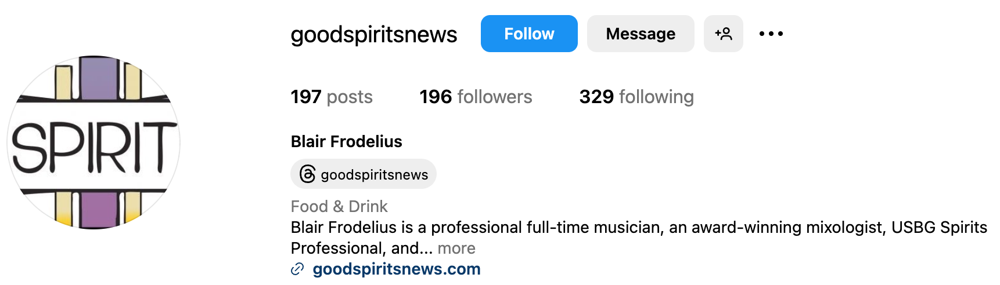 goodspiritsnews Follow Message
197 posts 196 followers 329 following
SPIRIT
Blair Frodelius
goodspiritsnews
Food & Drink
Blair Frodelius is a professional full-time musician, an award-winning mixologist, USBG Spirits
Professional, and... more
goodspiritsnews.com